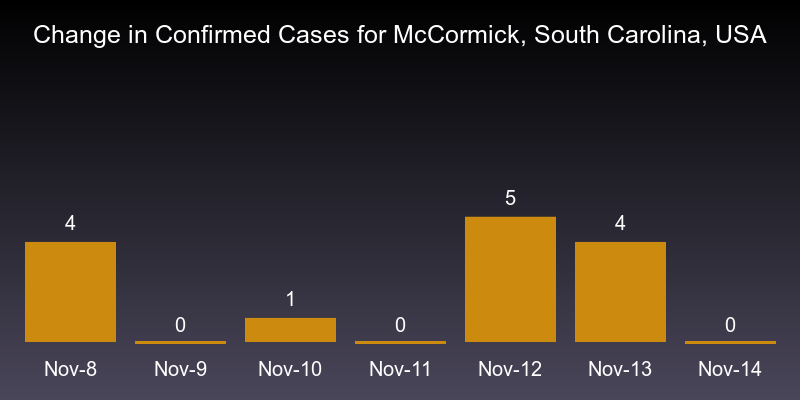 Change in Confirmed Cases for McCormick, South Carolina, USA
4 0 1 0 5 4 0
Nov-8 Nov-9 Nov-10 Nov-11 Nov-12 Nov-13 Nov-14